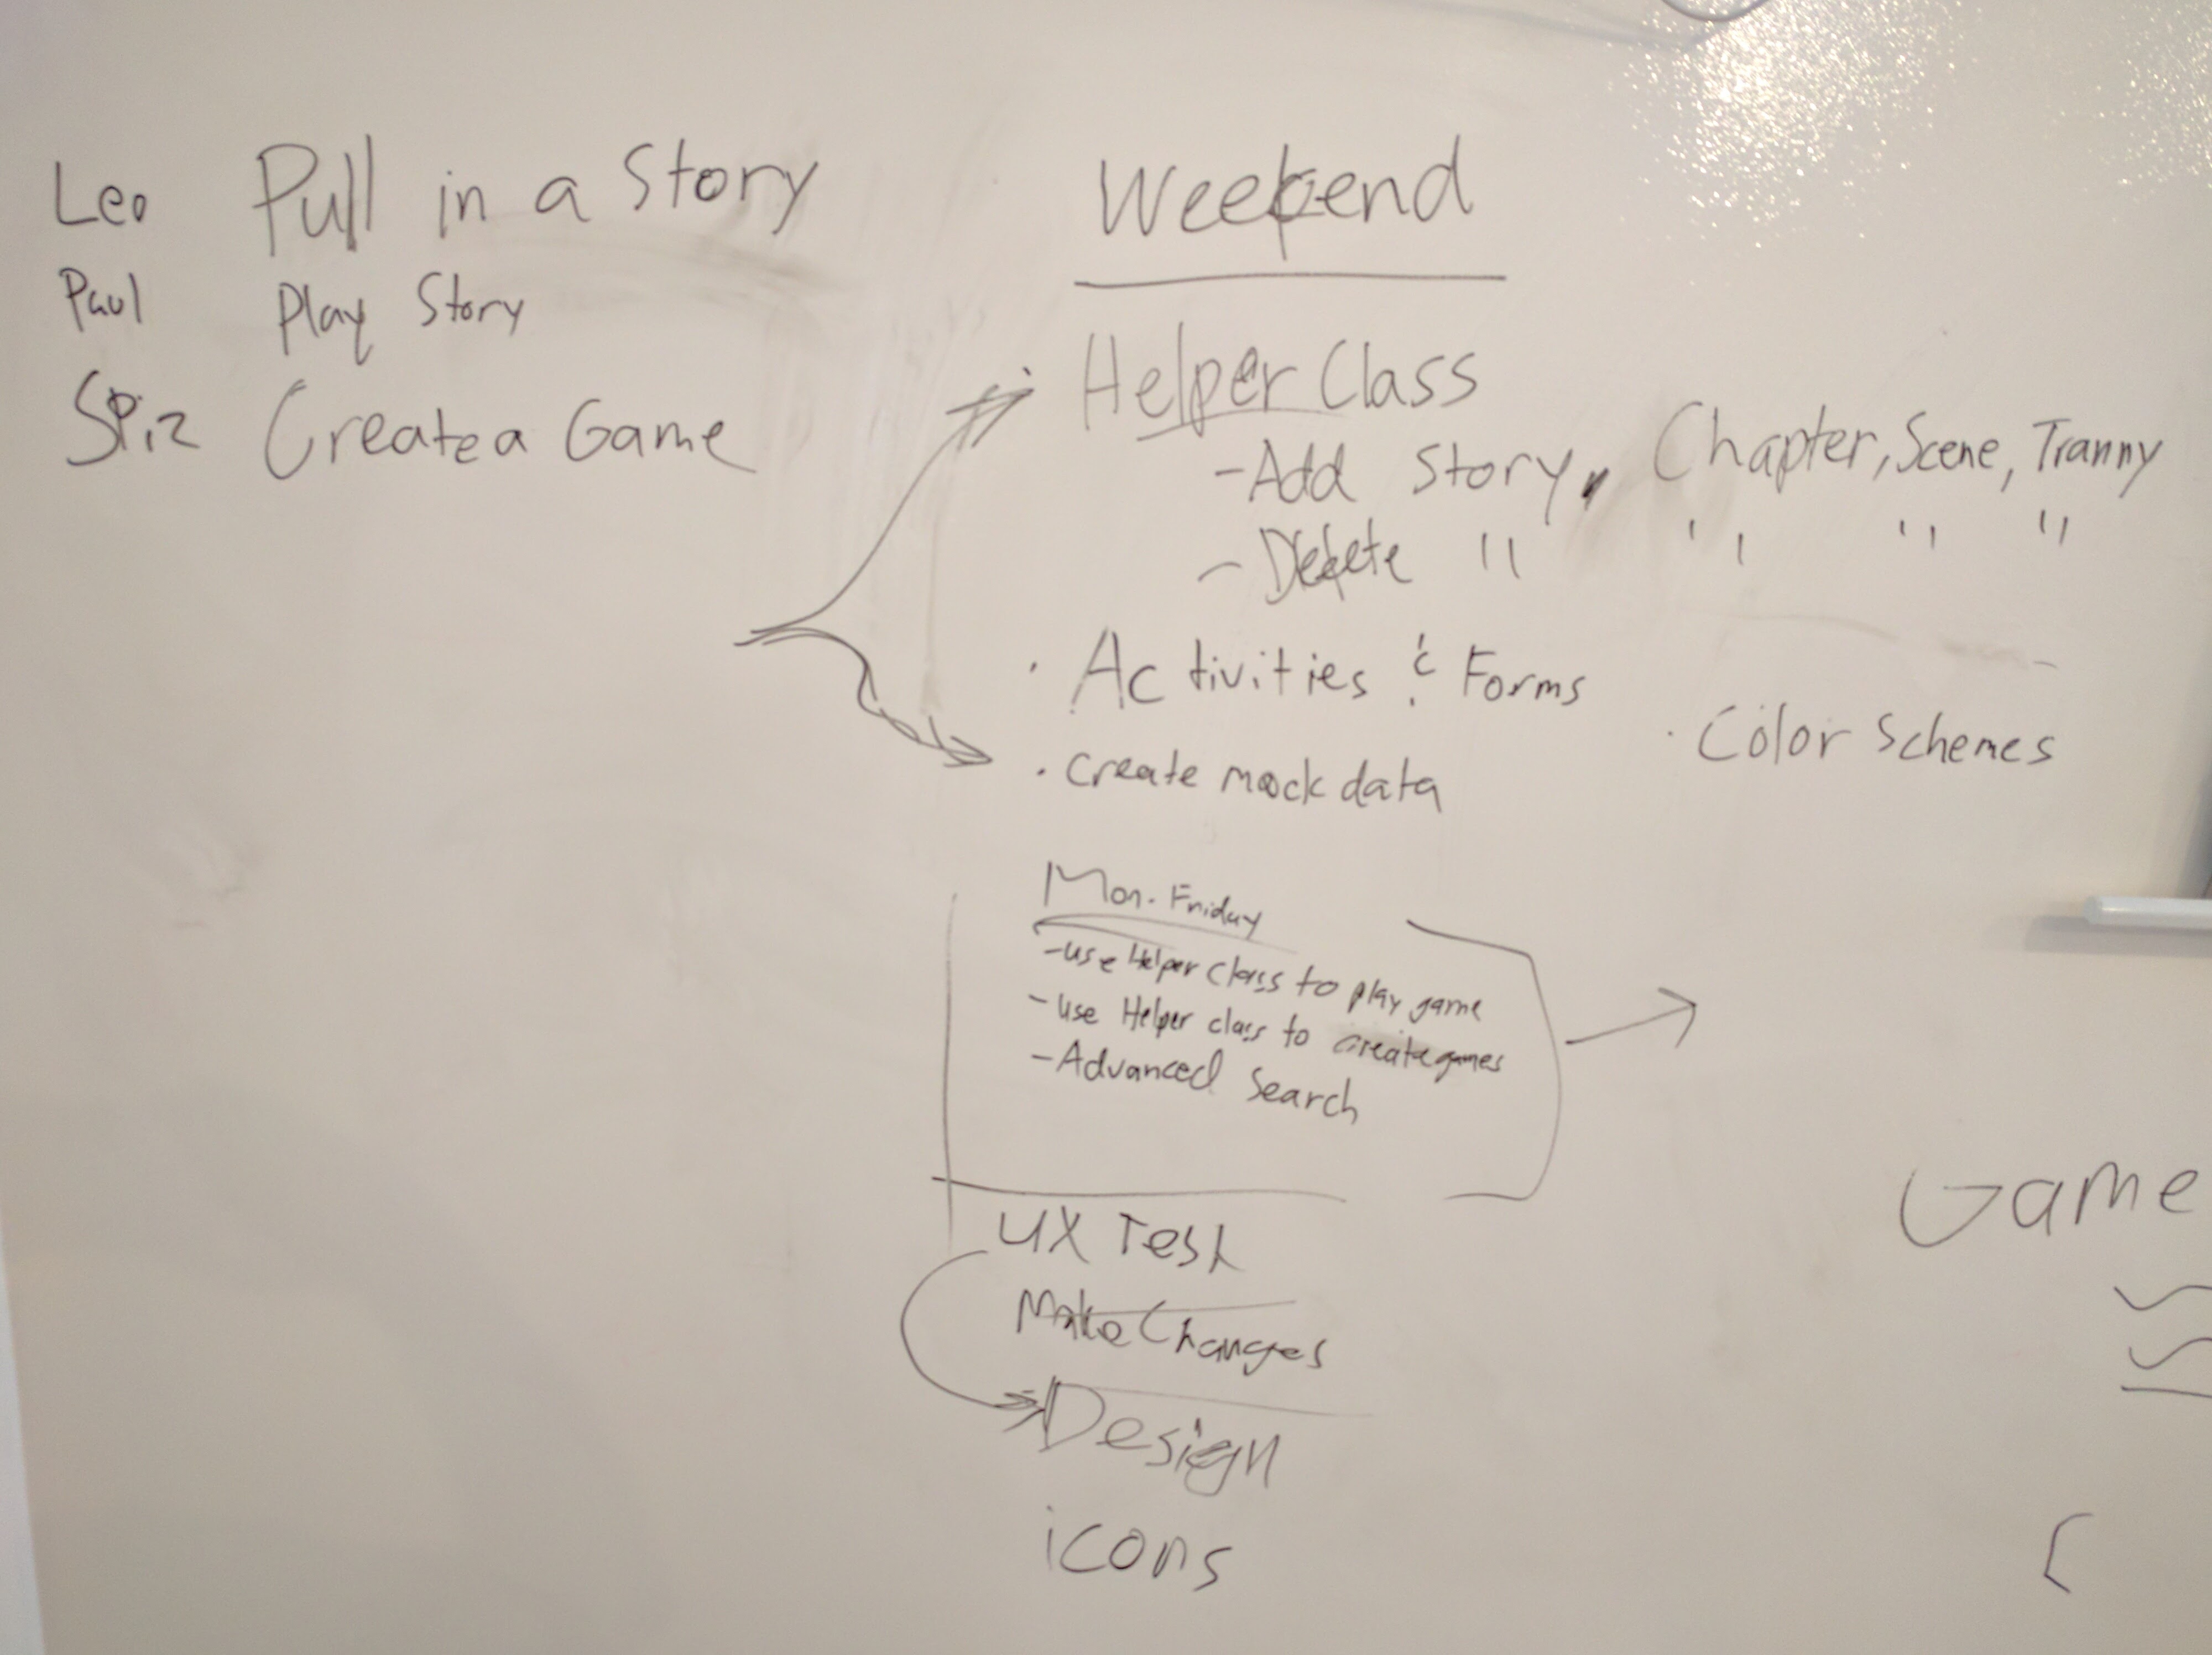 Leo Pull in a Story
Paul Play Story
Spiz Create a Game
Weekend
Helper Class
- Add Story, Chapter, Scene, Tranny
- Delete " " " "
· Activities & Forms
· Color Schemes
· Create mock data
Mon. Friday
- use Helper class to play game
- use Helper class to create games
- Advanced Search
UX Test
Make Changes
Design
icons
Game